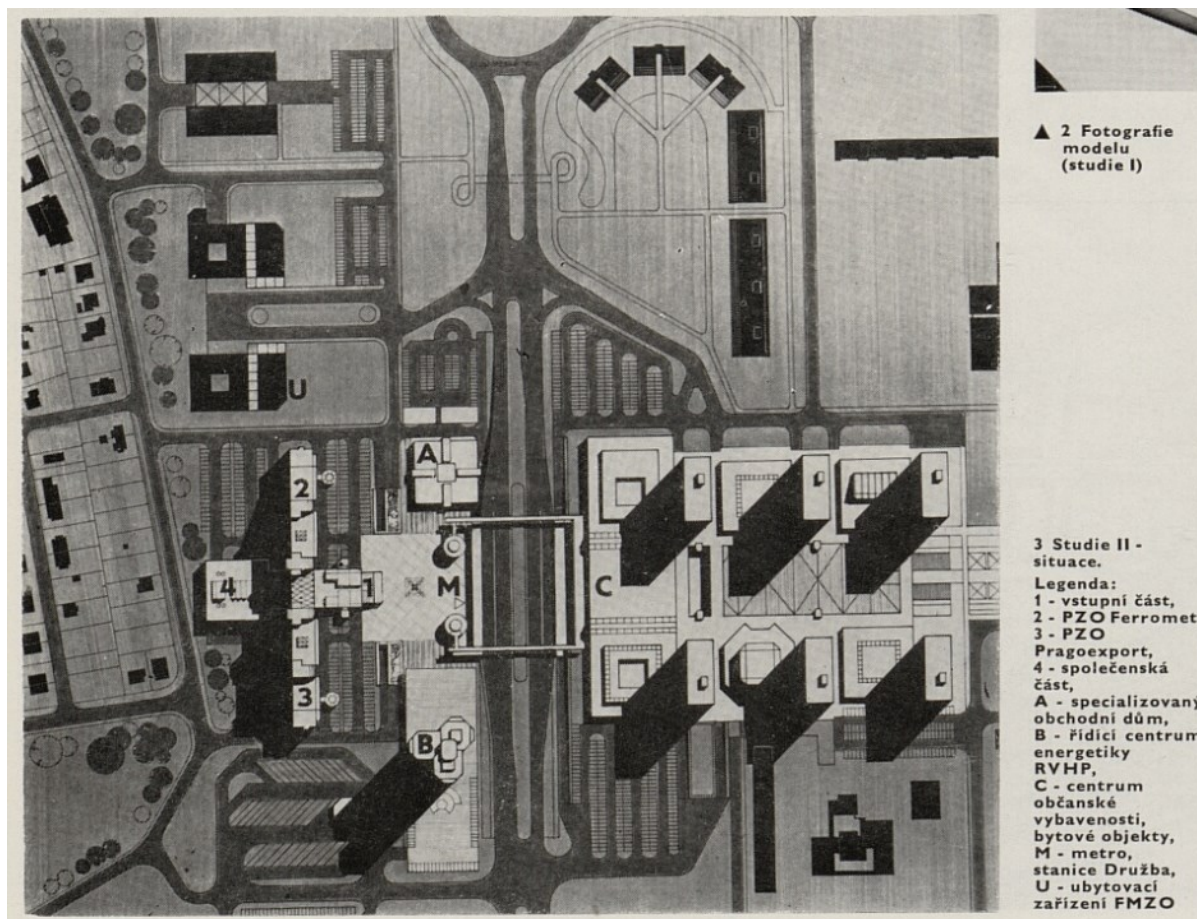 ▲ 2 Fotografie
modelu
(studie I)
3 Studie II -
situace.
Legenda:
1 - vstupní část,
2 - PZO Ferromet
3 - PZO
Pragoexport,
4 - společenská
část,
A - specializovaný
obchodní dům,
B - řídící centrum
energetiky
RVHP,
C - centrum
občanské
vybavenosti,
bytové objekty,
M - metro,
stanice Družba,
U - ubytovací
zařízení FMZO
U
A
2
4
1
M
C
3
B